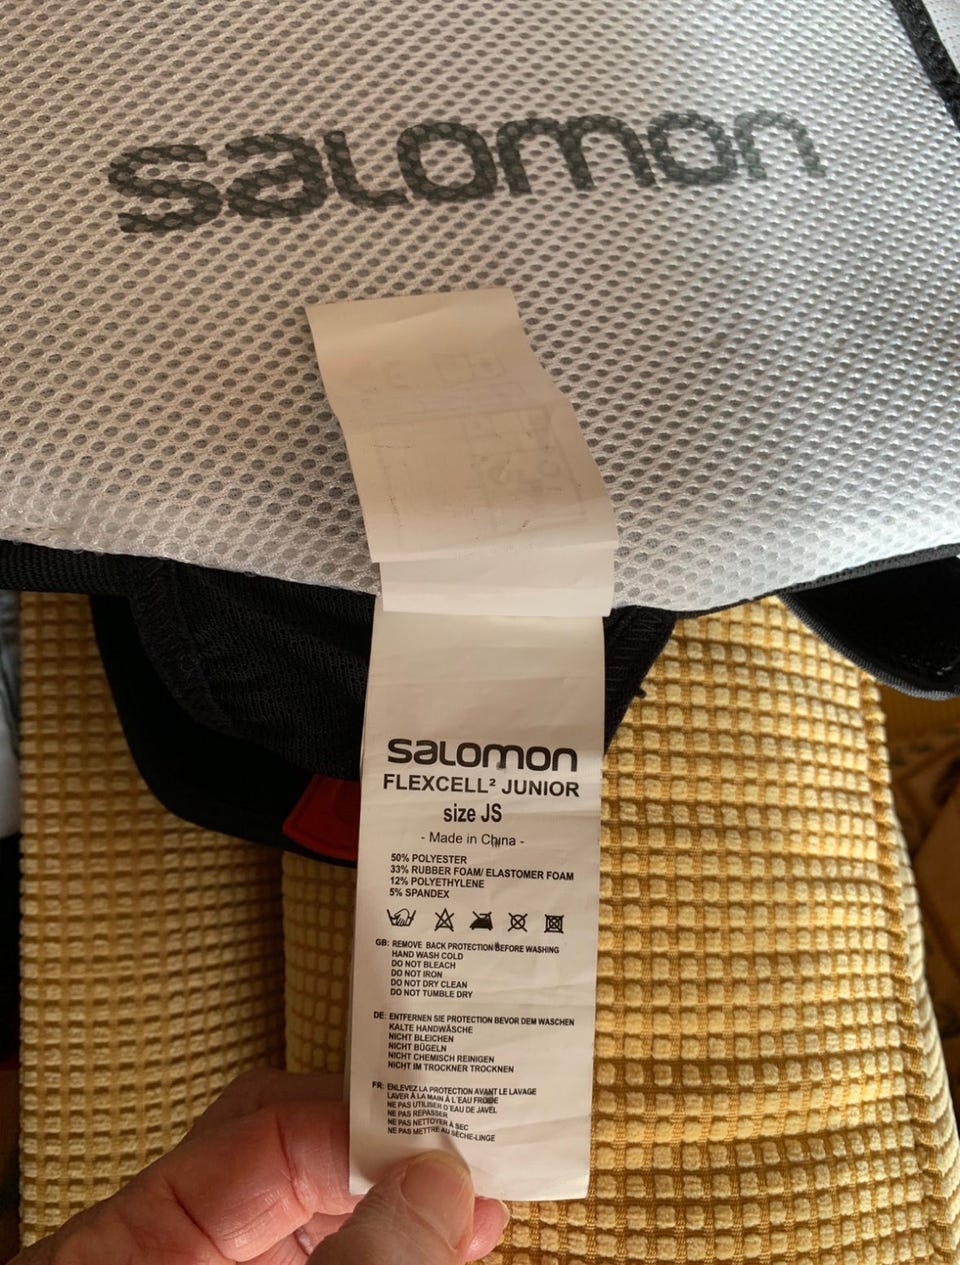 salomon
salomon
FLEXCELL² JUNIOR
size JS
- Made in China -
50% POLYESTER
33% RUBBER FOAM/ ELASTOMER FOAM
12% POLYETHYLENE
5% SPANDEX
GB: REMOVE BACK PROTECTION BEFORE WASHING
HAND WASH COLD
DO NOT BLEACH
DO NOT IRON
DO NOT DRY CLEAN
DO NOT TUMBLE DRY
DE: ENTFERNEN SIE PROTECTION BEVOR DEM WASCHEN
KALTE HANDWÄSCHE
NICHT BLEICHEN
NICHT BÜGELN
NICHT CHEMISCH REINIGEN
NICHT IM TROCKNER TROCKNEN
FR: ENLEVEZ LA PROTECTION AVANT LE LAVAGE
LAVER À LA MAIN À L'EAU FROIDE
NE PAS UTILISER D'EAU DE JAVEL
NE PAS REPASSER
NE PAS NETTOYER À SEC
NE PAS METTRE AU SÈCHE-LINGE